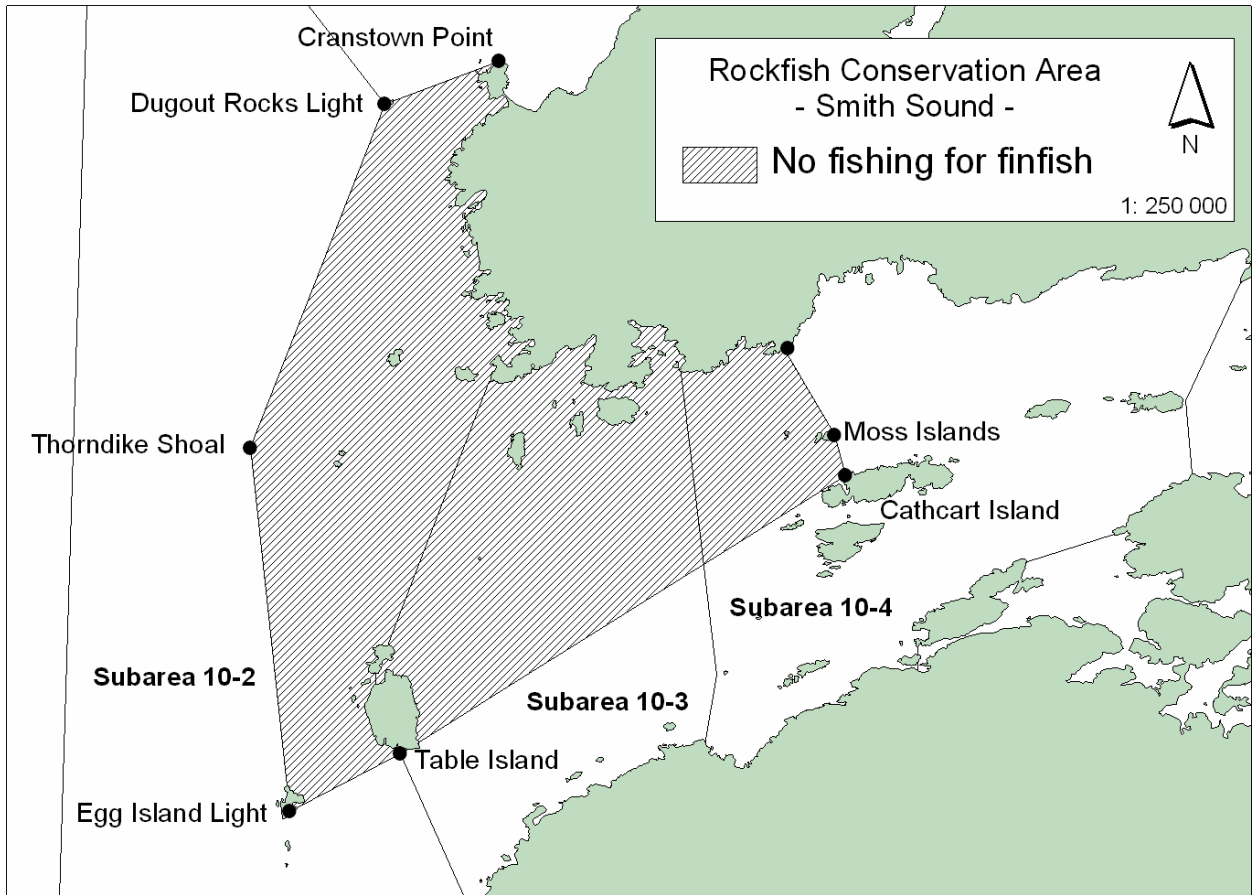 Cranstown Point
Dugout Rocks Light
Rockfish Conservation Area
- Smith Sound -
N
No fishing for finfish
1: 250 000
Thorndike Shoal
Moss Islands
Cathcart Island
Subarea 10-4
Subarea 10-2
Subarea 10-3
Table Island
Egg Island Light